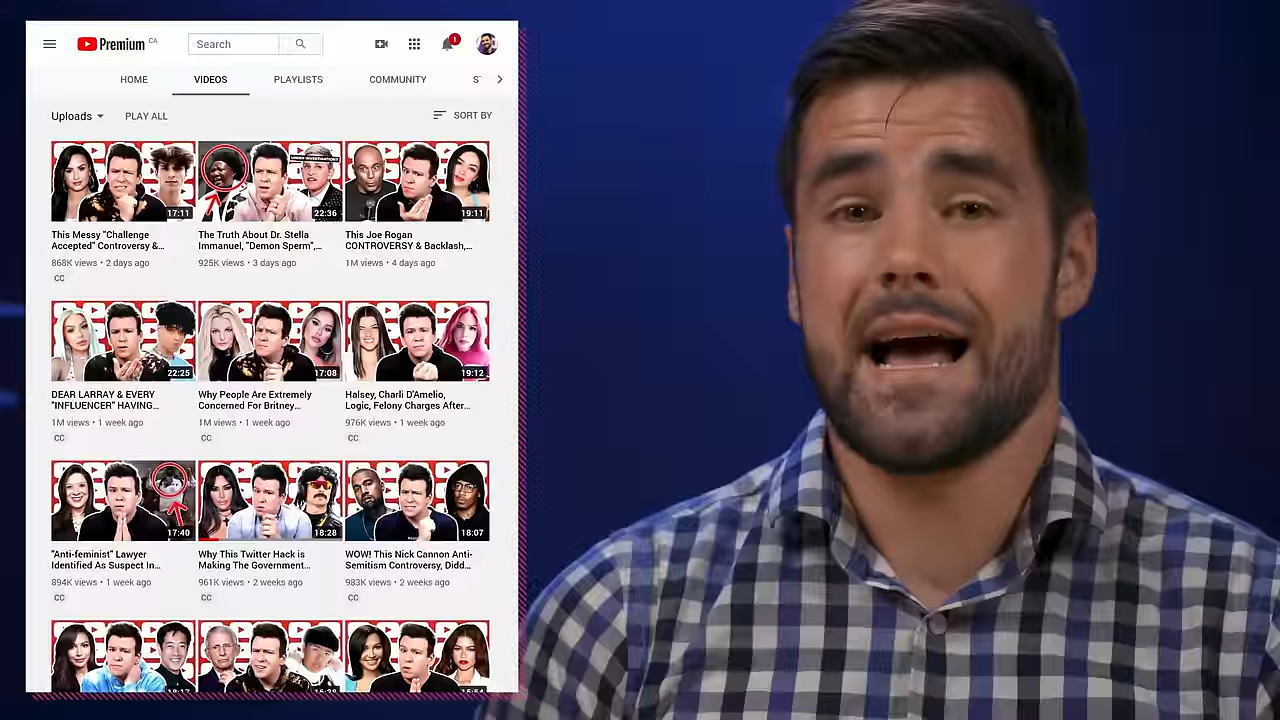 Premium CA
Search
1
HOME
VIDEOS
PLAYLISTS
COMMUNITY
S
Uploads
PLAY ALL
SORT BY
UNDER INVESTIGATION?
17:11
22:36
19:11
This Messy "Challenge
Accepted" Controversy &...
868K views • 2 days ago
CC
The Truth About Dr. Stella
Immanuel, "Demon Sperm",...
925K views • 3 days ago
This Joe Rogan
CONTROVERSY & Backlash,...
1M views • 4 days ago
22:25
17:08
19:12
DEAR LARRAY & EVERY
"INFLUENCER" HAVING...
1M views • 1 week ago
CC
Why People Are Extremely
Concerned For Britney...
1M views • 1 week ago
CC
Halsey, Charli D'Amelio,
Logic, Felony Charges After...
976K views • 1 week ago
CC
17:40
18:28
18:07
"Anti-feminist" Lawyer
Identified As Suspect In...
894K views • 1 week ago
CC
Why This Twitter Hack is
Making The Government...
961K views • 2 weeks ago
CC
WOW! This Nick Cannon Anti-
Semitism Controversy, Didd...
983K views • 2 weeks ago
CC